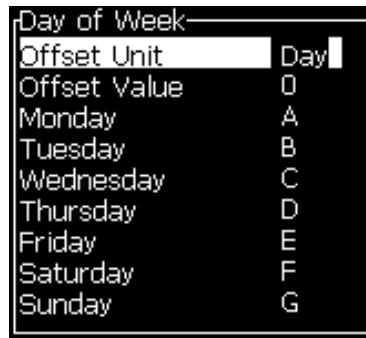 Day of Week
Offset Unit Day
Offset Value 0
Monday A
Tuesday B
Wednesday C
Thursday D
Friday E
Saturday F
Sunday G